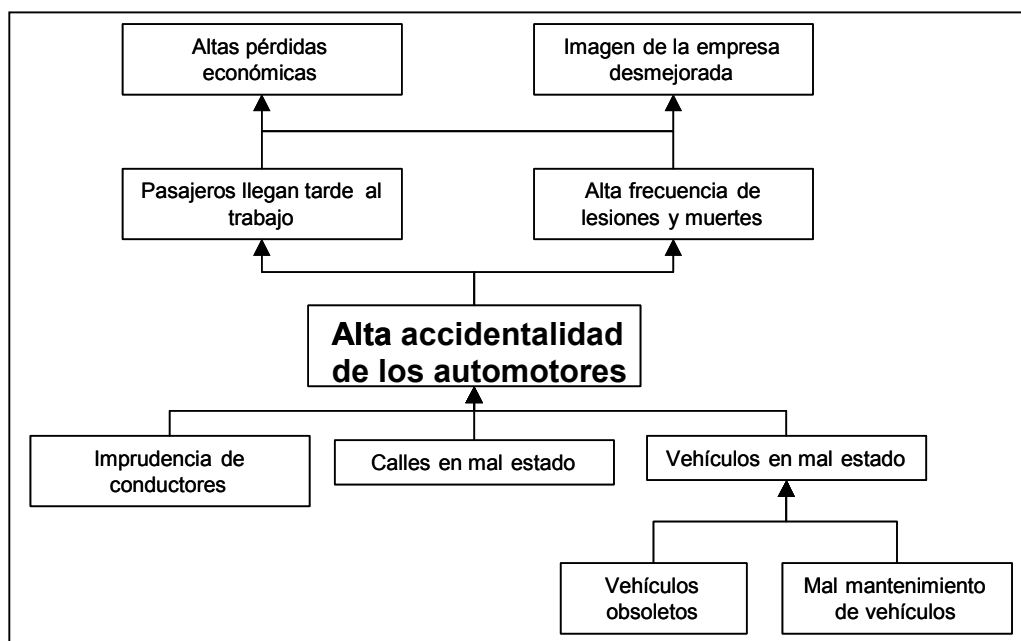 Altas pérdidas
económicas
Imagen de la empresa
desmejorada
Pasajeros llegan tarde al
trabajo
Alta frecuencia de
lesiones y muertes
Alta accidentalidad
de los automotores
Imprudencia de
conductores
Calles en mal estado
Vehículos en mal estado
Vehículos
obsoletos
Mal mantenimiento
de vehículos